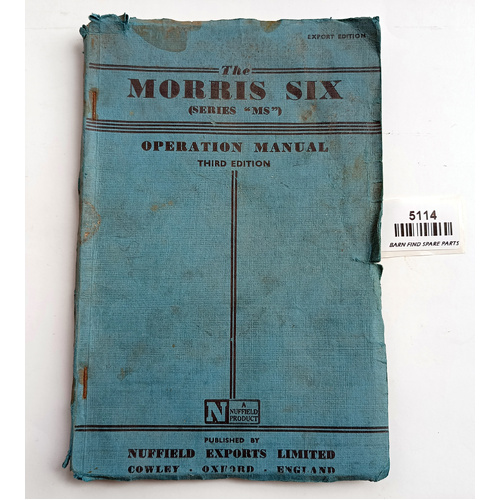 EXPORT EDITION
The
MORRIS SIX
(SERIES "MS")
OPERATION MANUAL
THIRD EDITION
5114
BARN FIND SPARE PARTS
N
A
NUFFIELD
PRODUCT
PUBLISHED BY
NUFFIELD EXPORTS LIMITED
COWLEY · OXFORD · ENGLAND